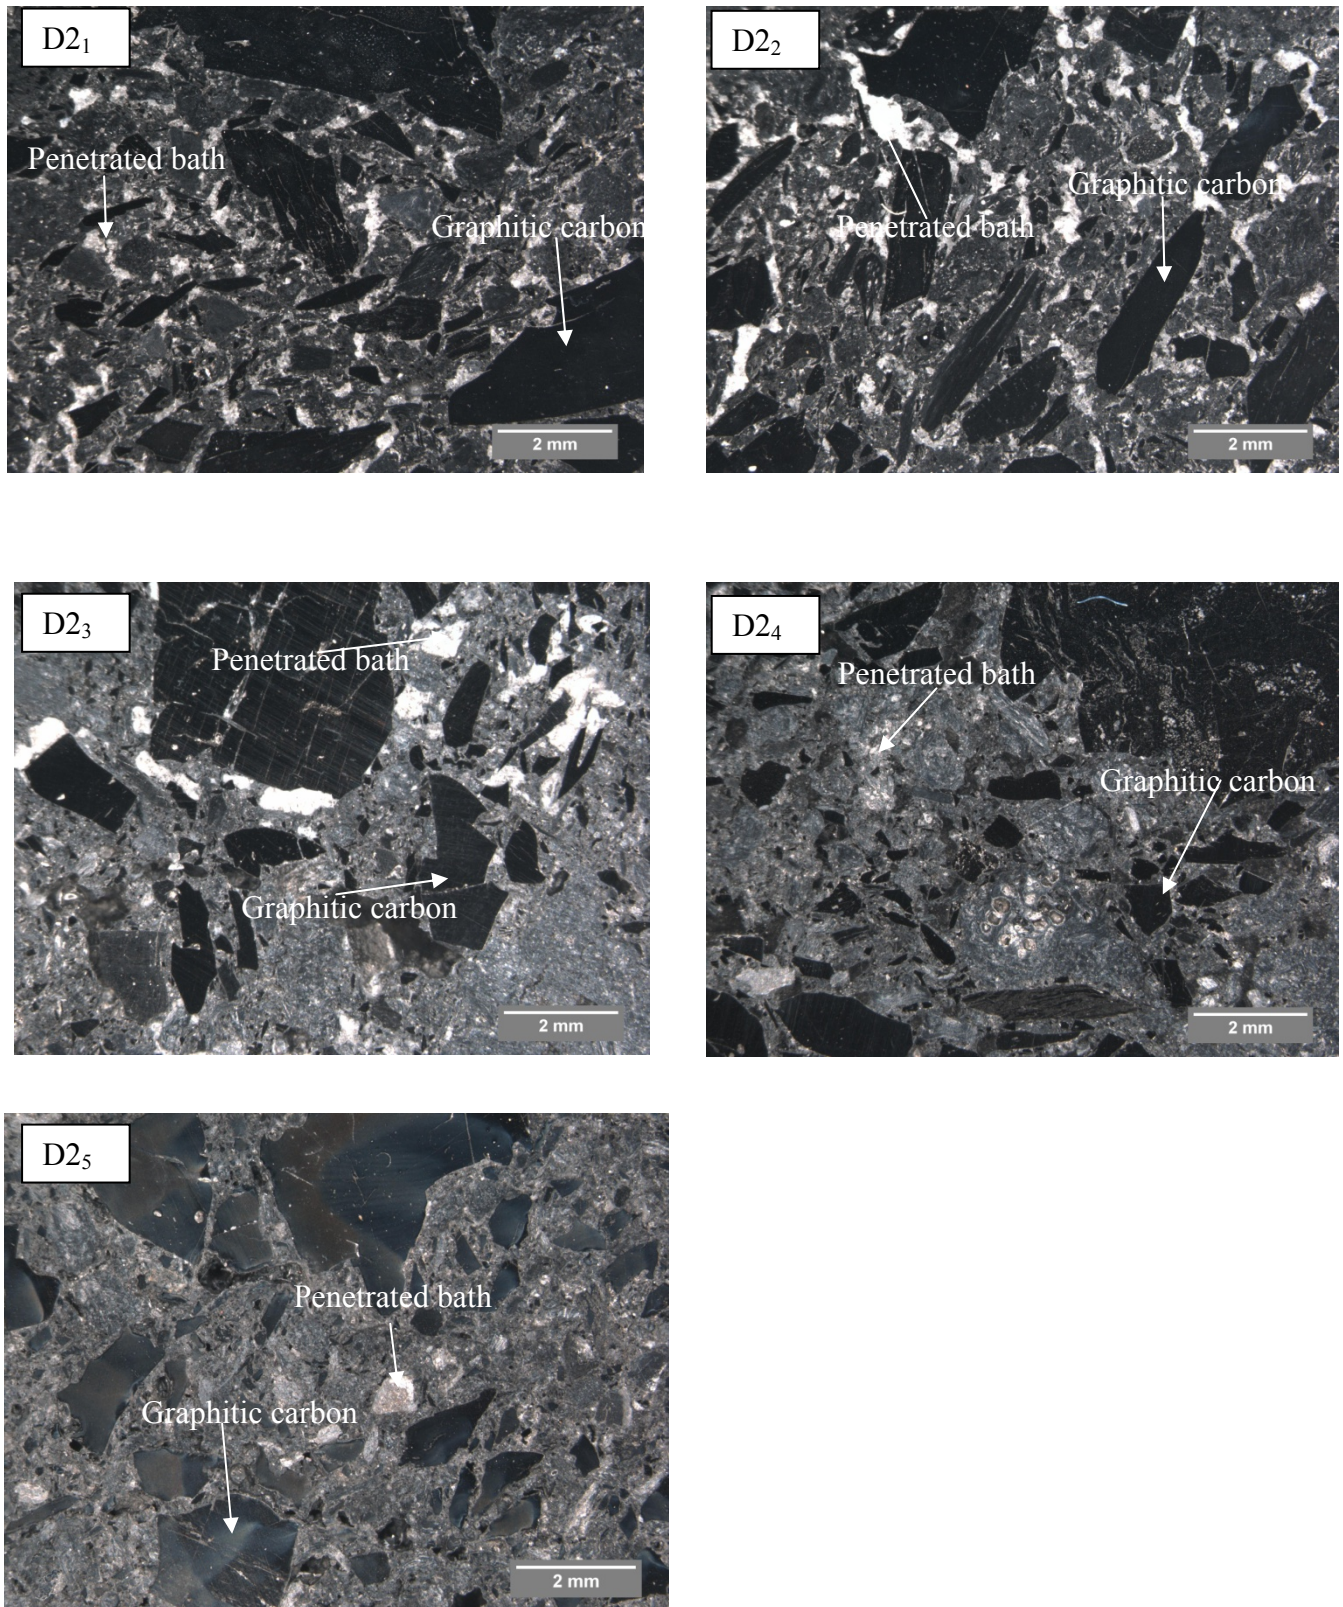 D2₁
Penetrated bath
Graphitic carbon
2 mm
D2₂
Graphitic carbon
Penetrated bath
2 mm
D2₃
Penetrated bath
Graphitic carbon
2 mm
D2₄
Penetrated bath
Graphitic carbon
2 mm
D2₅
Penetrated bath
Graphitic carbon
2 mm